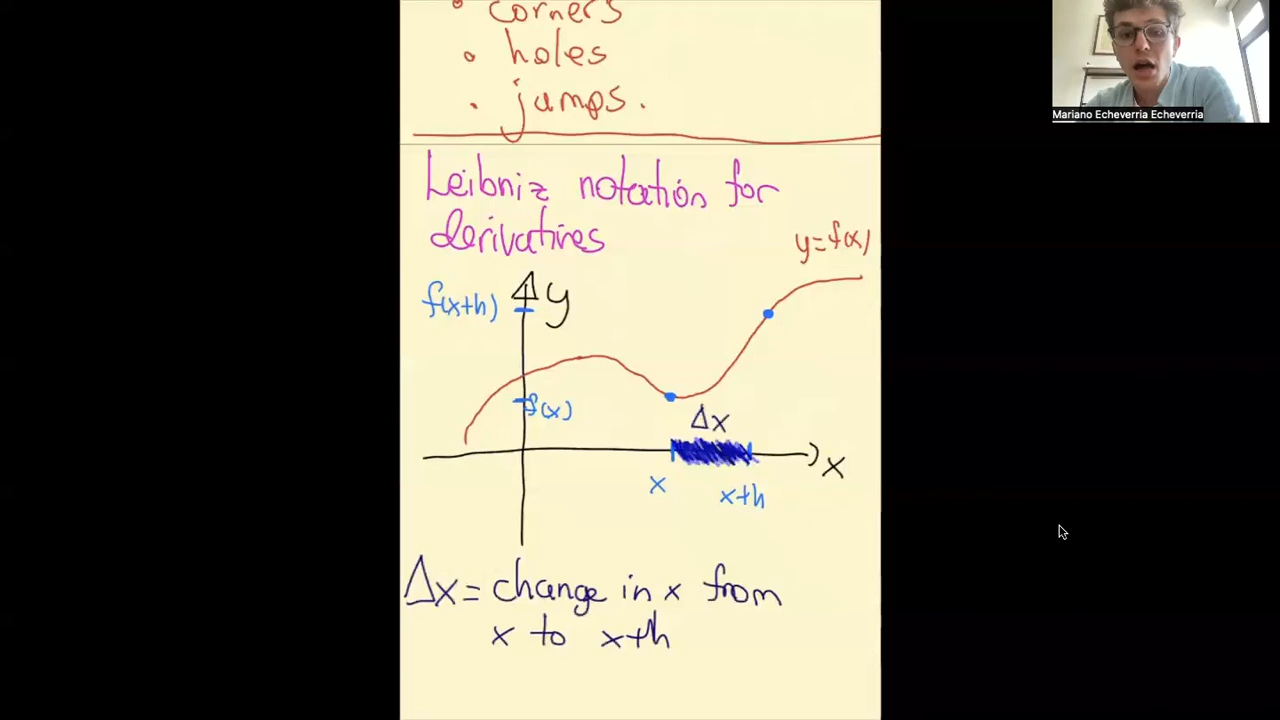 • corners
• holes
• jumps.
Mariano Echeverria Echeverria
Leibniz notation for
derivatives
y=f(x)
f(x+h)
y
f(x)
Δx
x
x
x+h
Δx = change in x from
x to x+h